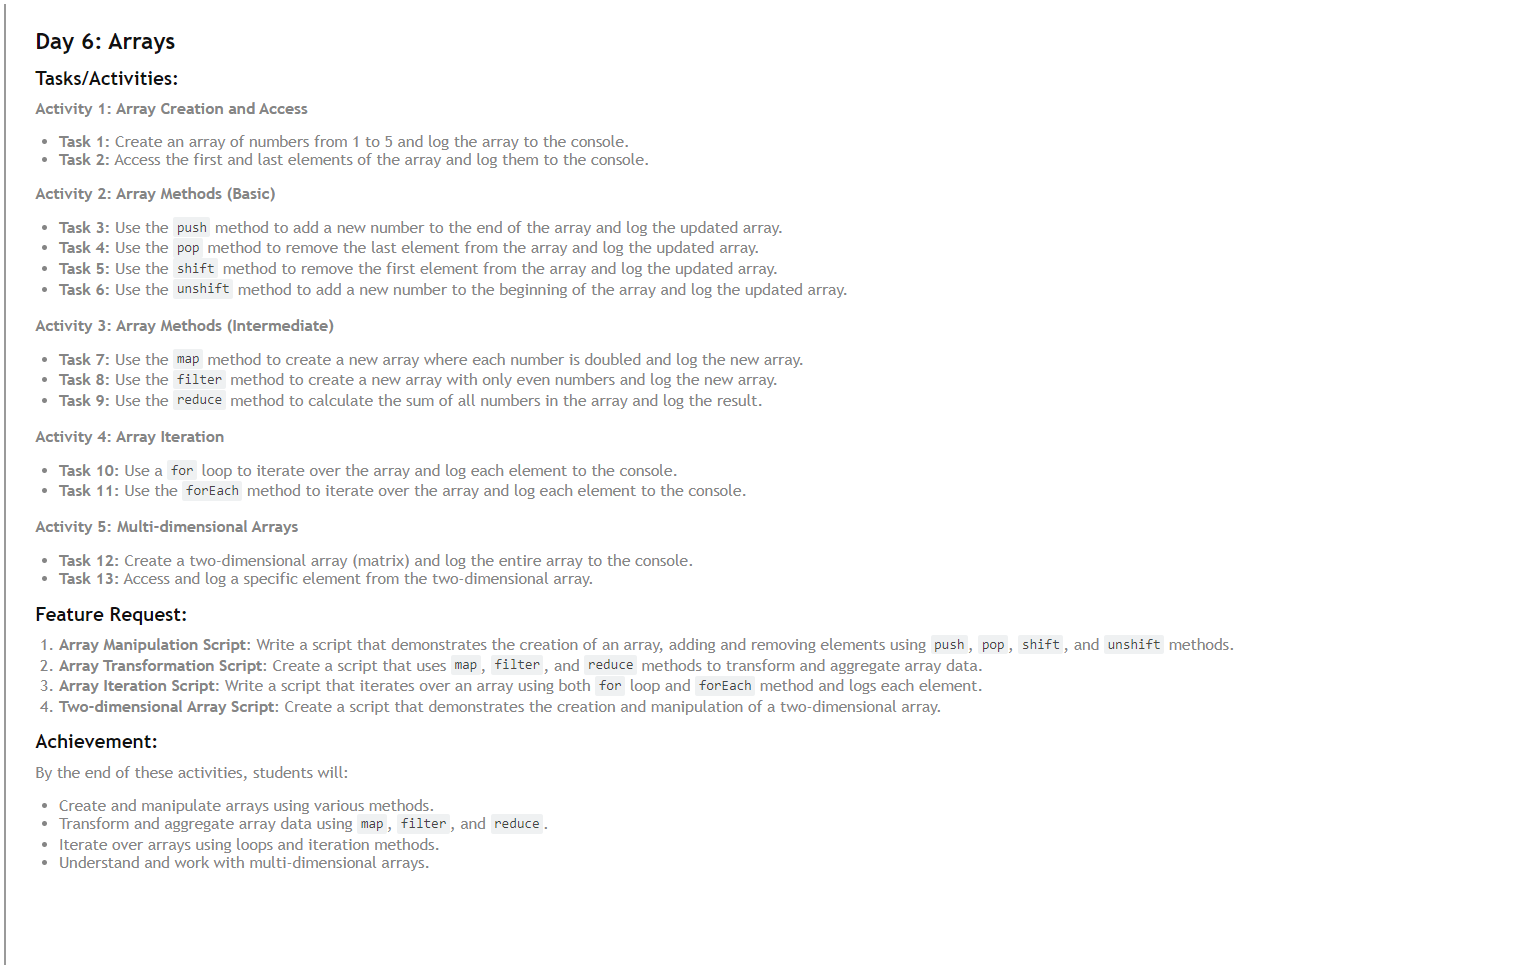 Day 6: Arrays
Tasks/Activities:
Activity 1: Array Creation and Access
• Task 1: Create an array of numbers from 1 to 5 and log the array to the console.
• Task 2: Access the first and last elements of the array and log them to the console.
Activity 2: Array Methods (Basic)
• Task 3: Use the push method to add a new number to the end of the array and log the updated array.
• Task 4: Use the pop method to remove the last element from the array and log the updated array.
• Task 5: Use the shift method to remove the first element from the array and log the updated array.
• Task 6: Use the unshift method to add a new number to the beginning of the array and log the updated array.
Activity 3: Array Methods (Intermediate)
• Task 7: Use the map method to create a new array where each number is doubled and log the new array.
• Task 8: Use the filter method to create a new array with only even numbers and log the new array.
• Task 9: Use the reduce method to calculate the sum of all numbers in the array and log the result.
Activity 4: Array Iteration
• Task 10: Use a for loop to iterate over the array and log each element to the console.
• Task 11: Use the forEach method to iterate over the array and log each element to the console.
Activity 5: Multi-dimensional Arrays
• Task 12: Create a two-dimensional array (matrix) and log the entire array to the console.
• Task 13: Access and log a specific element from the two-dimensional array.
Feature Request:
1. Array Manipulation Script: Write a script that demonstrates the creation of an array, adding and removing elements using push, pop, shift, and unshift methods.
2. Array Transformation Script: Create a script that uses map, filter, and reduce methods to transform and aggregate array data.
3. Array Iteration Script: Write a script that iterates over an array using both for loop and forEach method and logs each element.
4. Two-dimensional Array Script: Create a script that demonstrates the creation and manipulation of a two-dimensional array.
Achievement:
By the end of these activities, students will:
• Create and manipulate arrays using various methods.
• Transform and aggregate array data using map, filter, and reduce.
• Iterate over arrays using loops and iteration methods.
• Understand and work with multi-dimensional arrays.